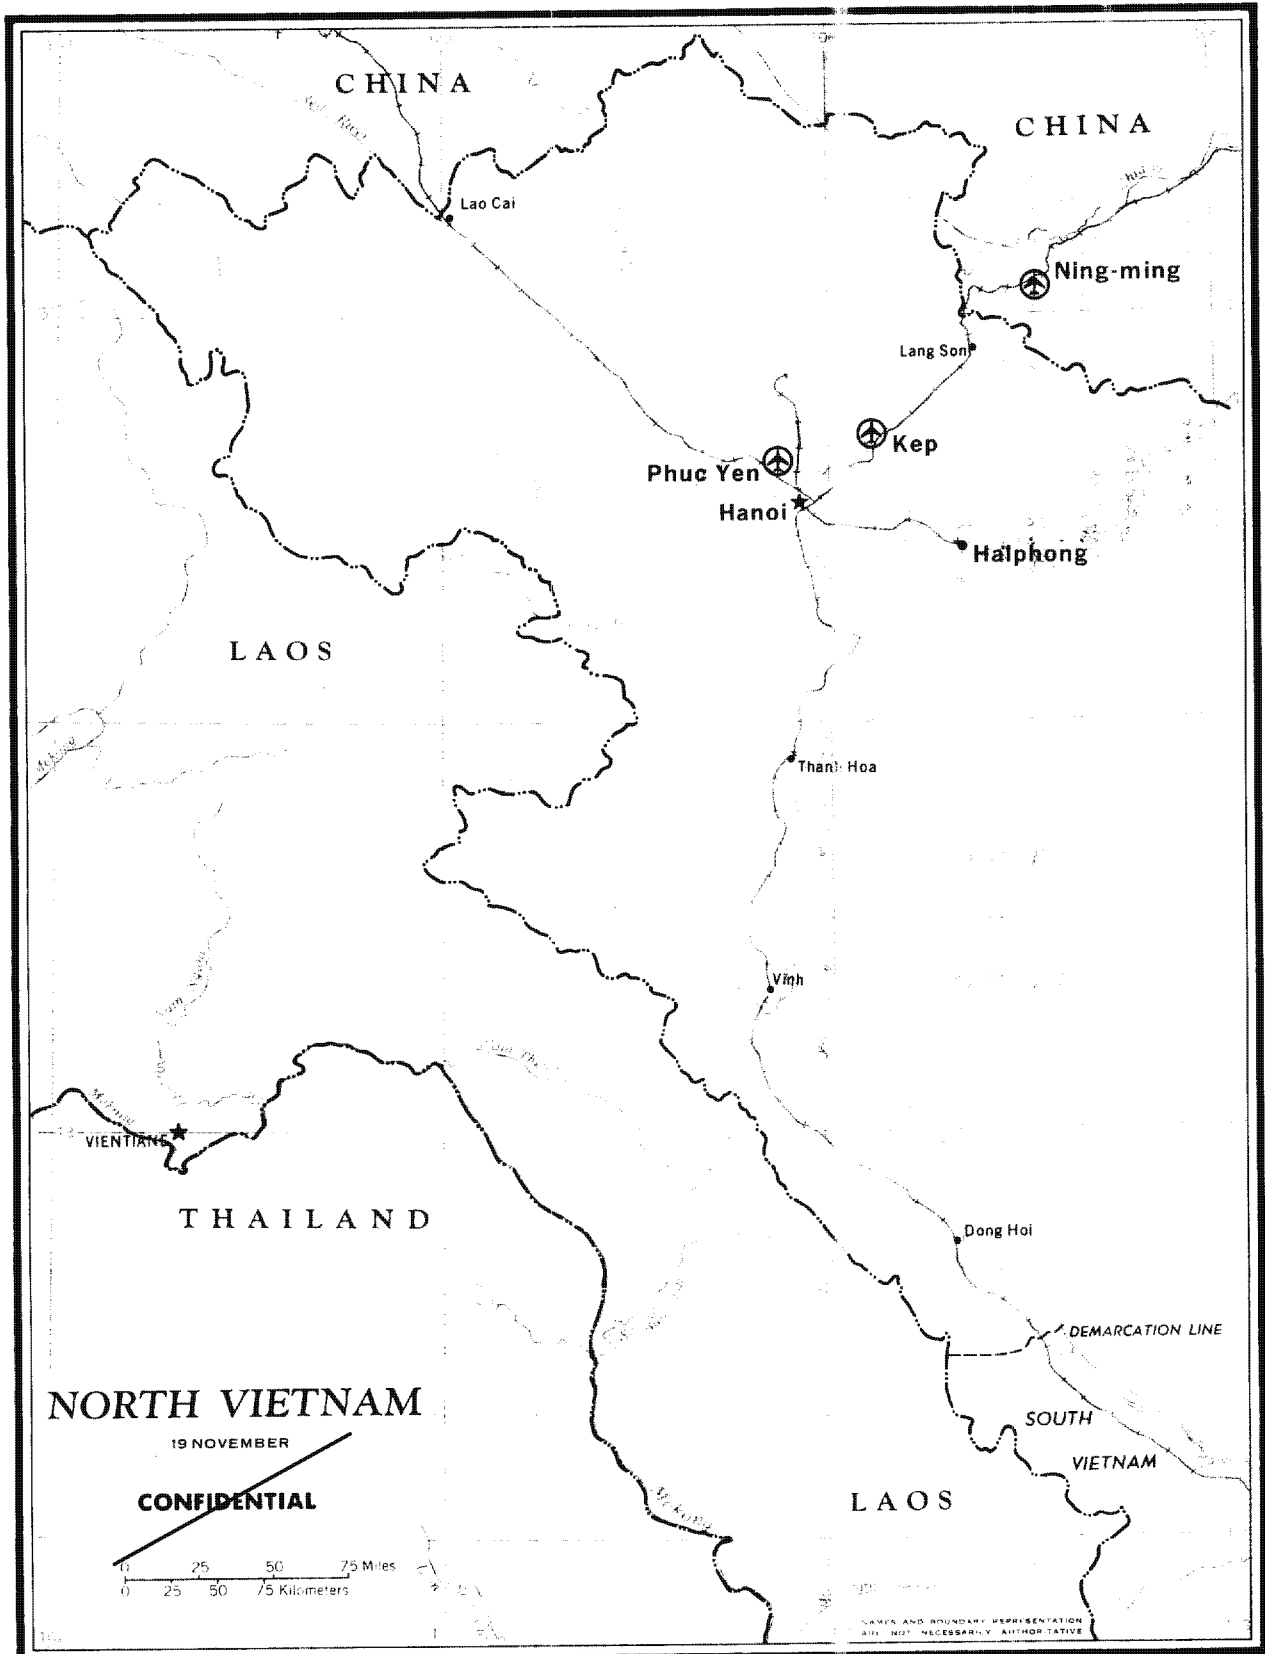 CHINA
CHINA
Lao Cai
Ning-ming
Lang Son
Kep
Phuc Yen
Hanoi
Haiphong
LAOS
Thanh Hoa
Vinh
Mekong
VIENTIANE
THAILAND
Dong Hoi
DEMARCATION LINE
NORTH VIETNAM
19 NOVEMBER
SOUTH
VIETNAM
CONFIDENTIAL
LAOS
Mekong
0 25 50 75 Miles
0 25 50 75 Kilometers
NAMES AND BOUNDARY REPRESENTATION
ARE NOT NECESSARILY AUTHORITATIVE